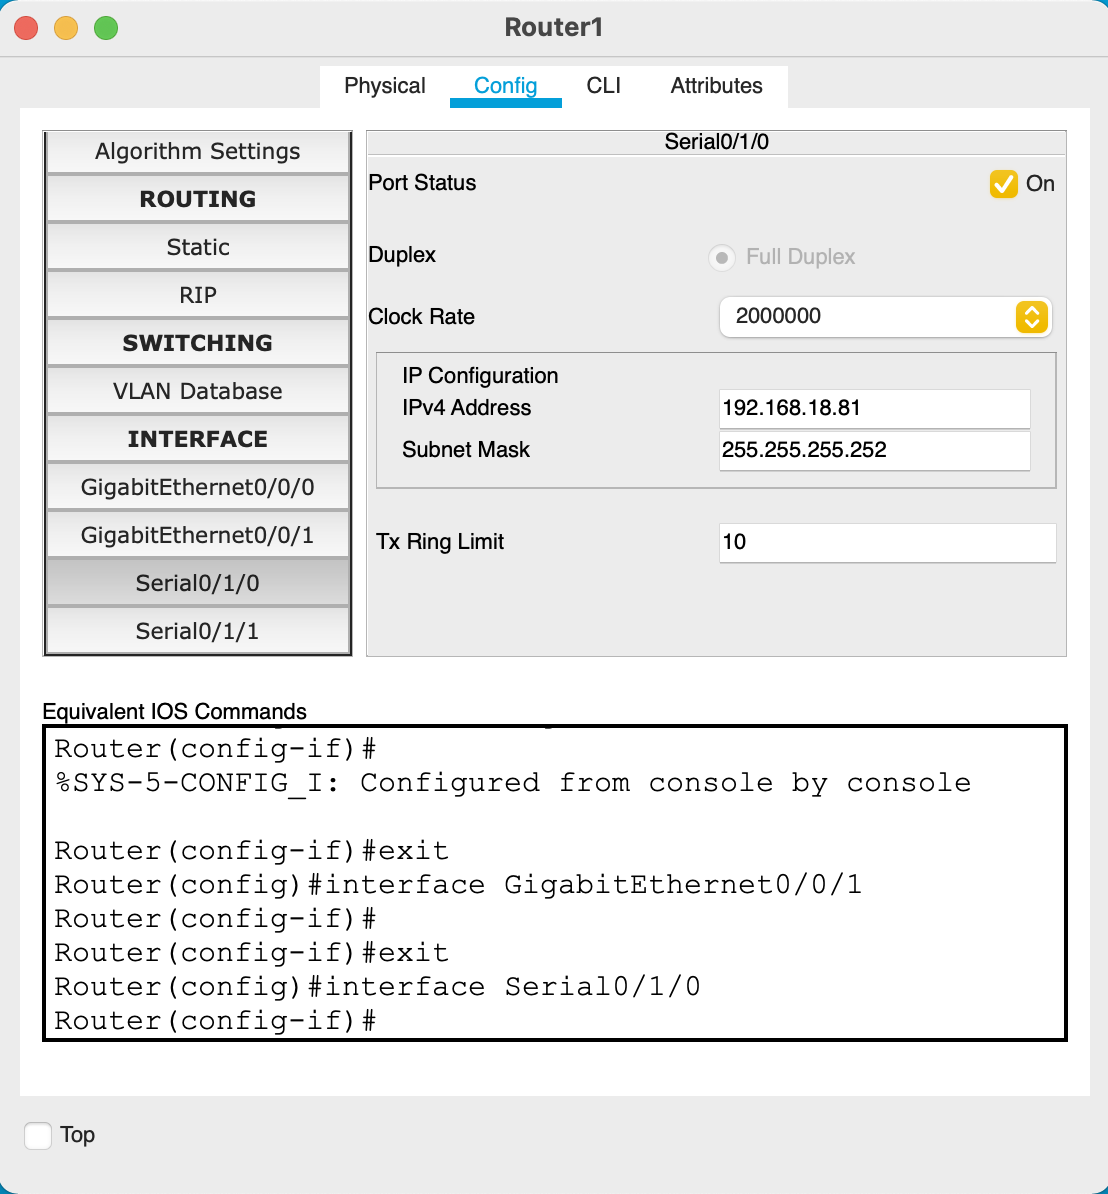 Router1
Physical Config CLI Attributes
Algorithm Settings
ROUTING
Static
RIP
SWITCHING
VLAN Database
INTERFACE
GigabitEthernet0/0/0
GigabitEthernet0/0/1
Serial0/1/0
Serial0/1/1
Serial0/1/0
Port Status On
Duplex Full Duplex
Clock Rate 2000000
IP Configuration
IPv4 Address 192.168.18.81
Subnet Mask 255.255.255.252
Tx Ring Limit 10
Equivalent IOS Commands
Router(config-if)#
%SYS-5-CONFIG_I: Configured from console by console
Router(config-if)#exit
Router(config)#interface GigabitEthernet0/0/1
Router(config-if)#
Router(config-if)#exit
Router(config)#interface Serial0/1/0
Router(config-if)#
Top